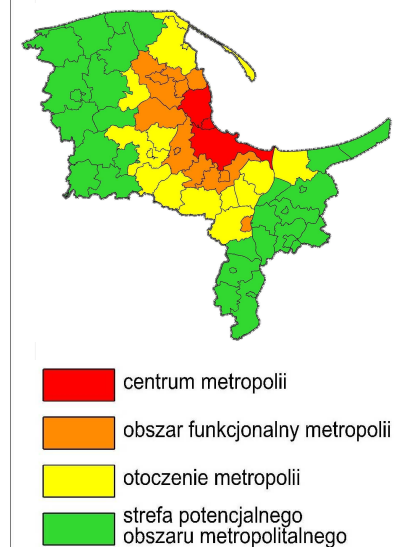 centrum metropolii
obszar funkcjonalny metropolii
otoczenie metropolii
strefa potencjalnego
obszaru metropolitalnego